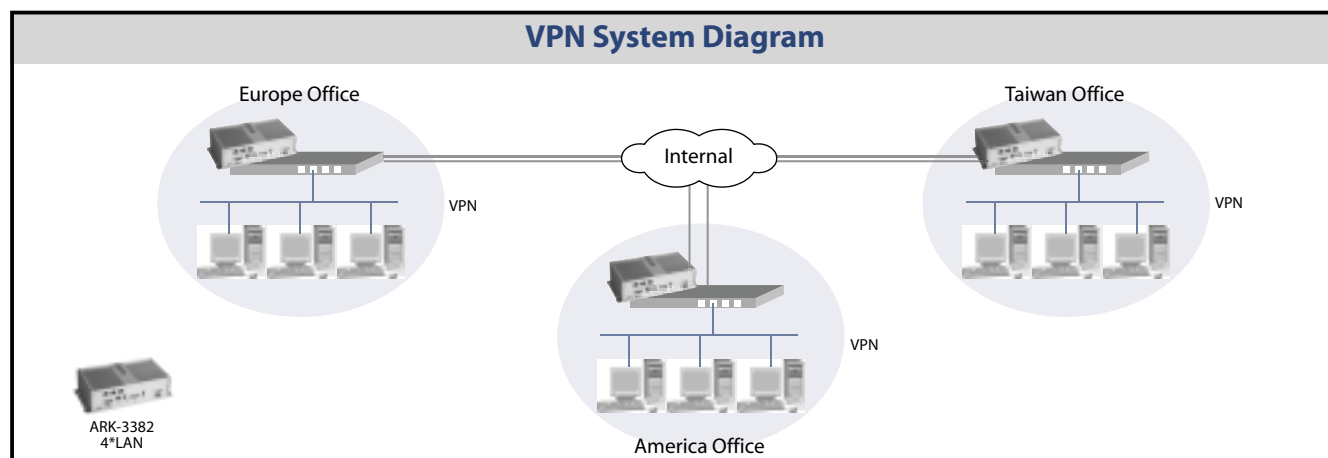 VPN System Diagram
Europe Office
Taiwan Office
Internal
VPN
VPN
VPN
ARK-3382
4*LAN
America Office